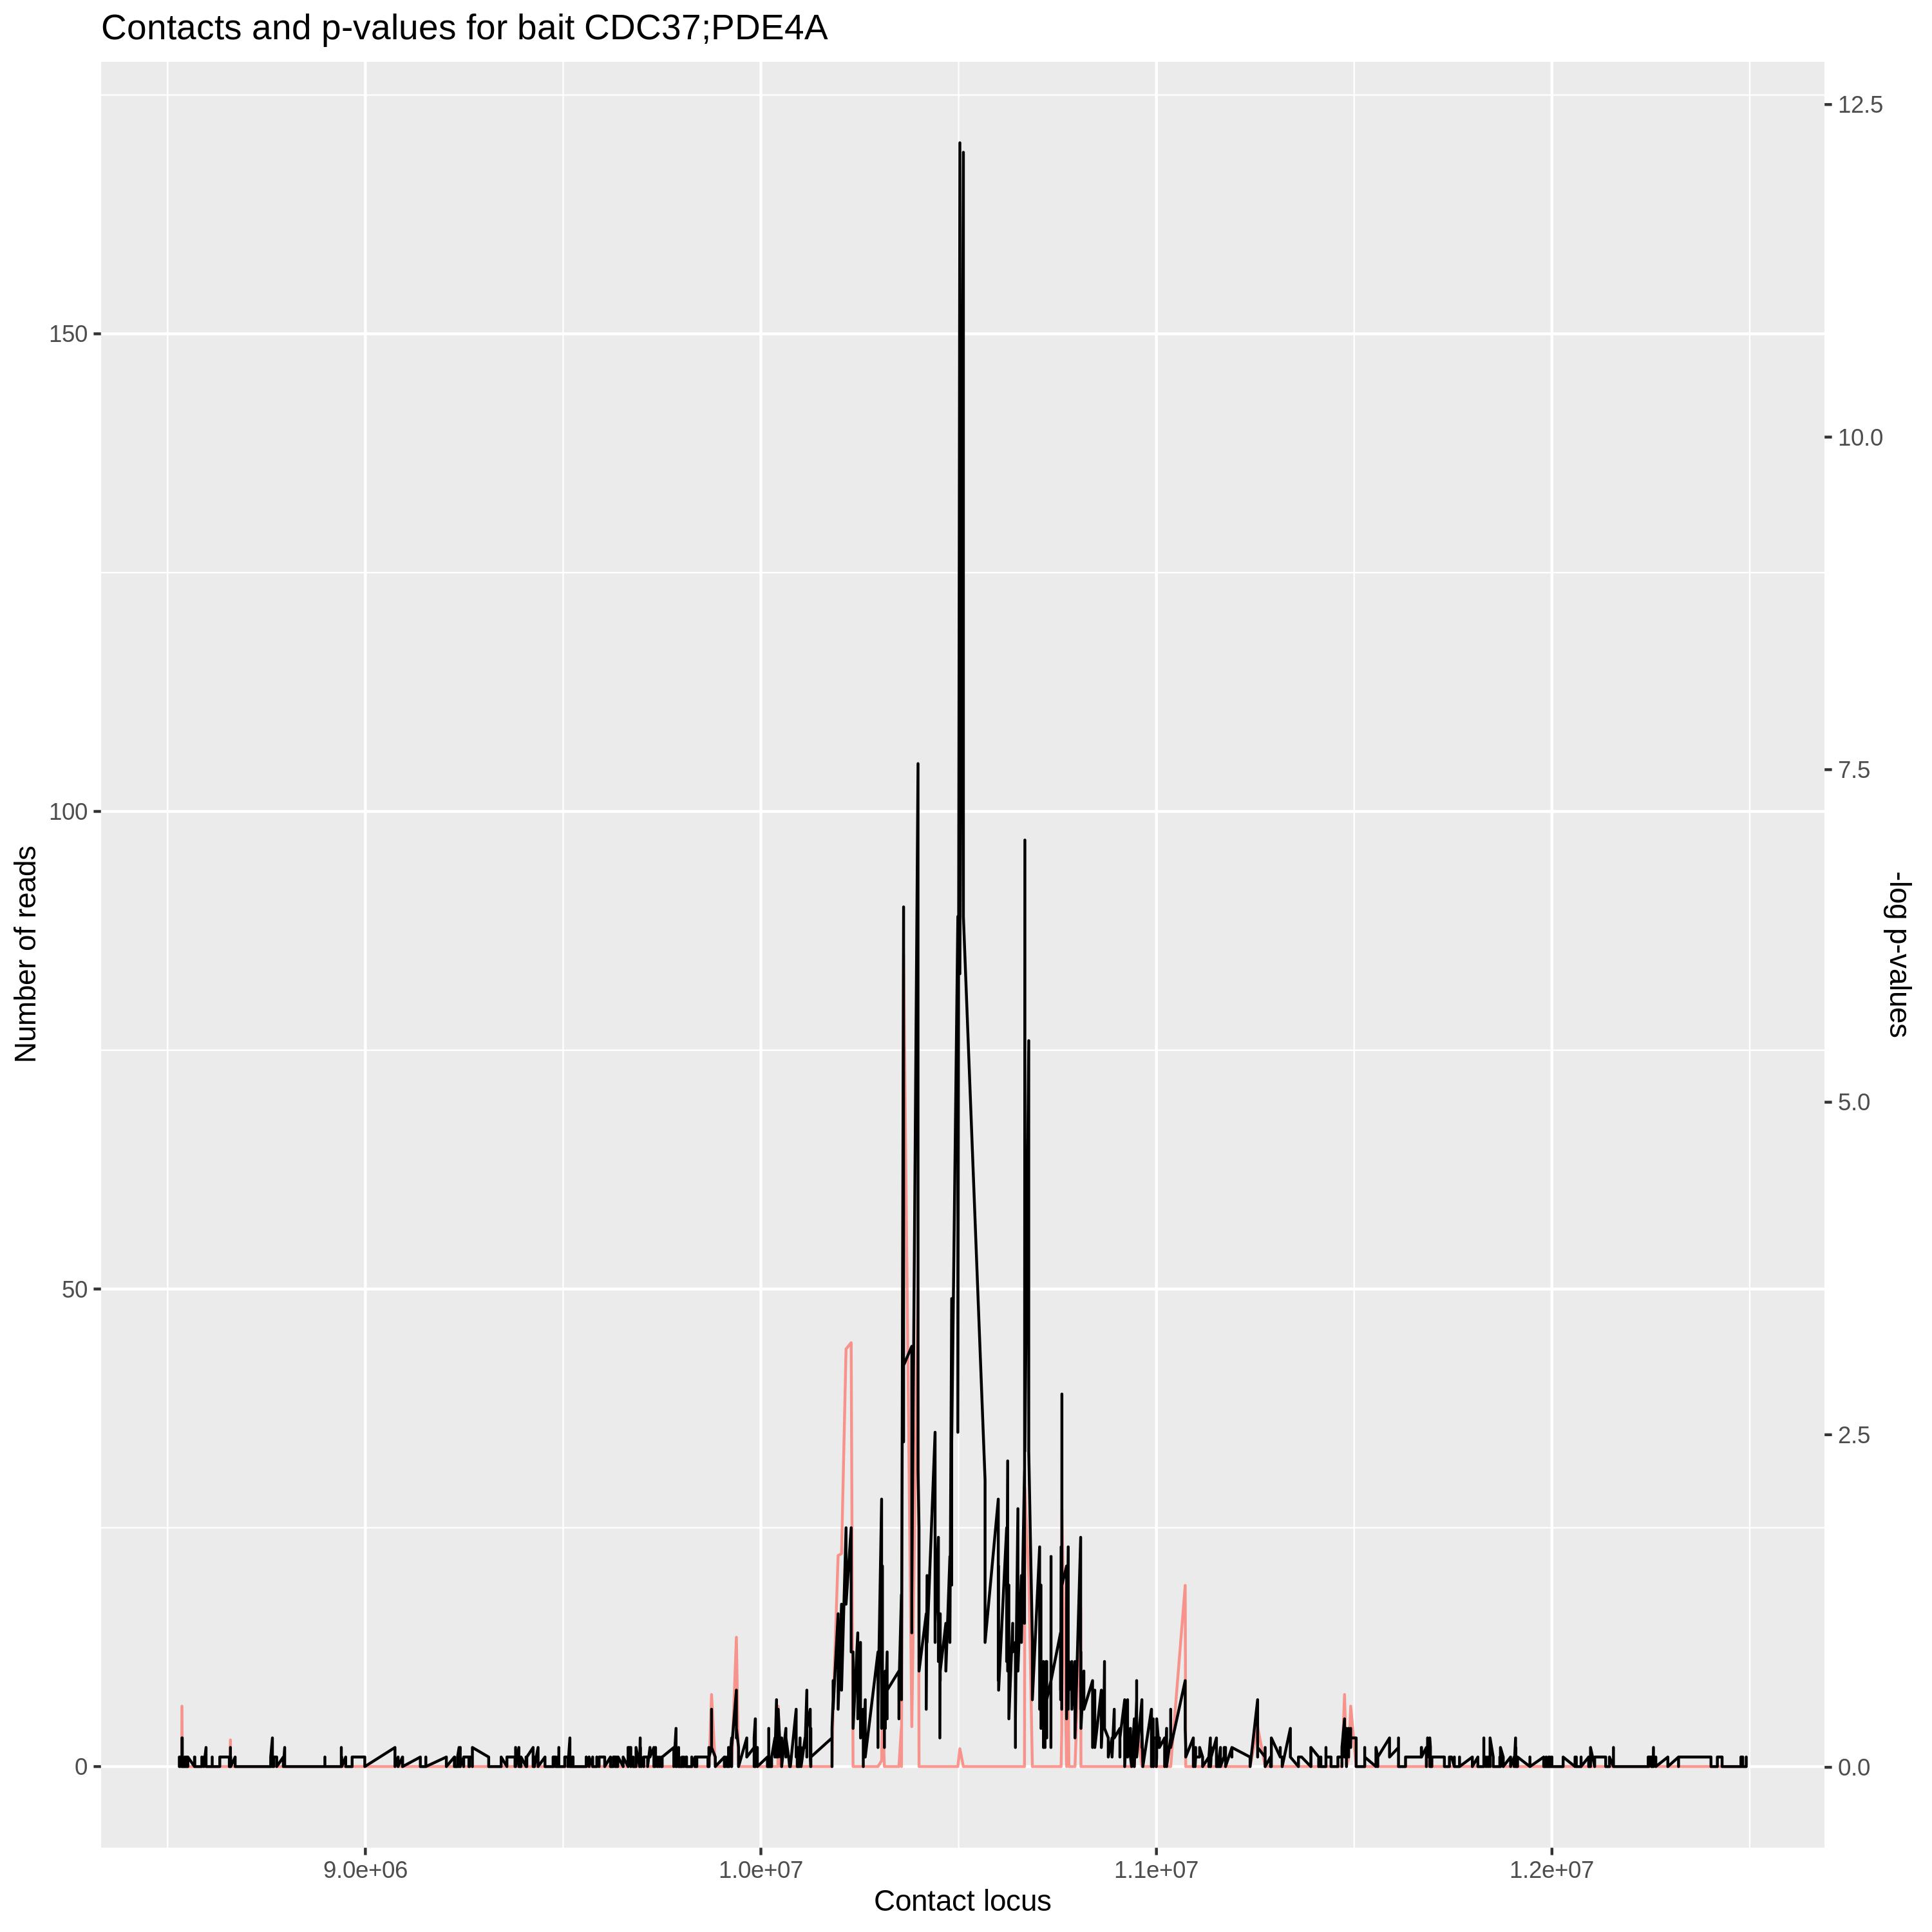 Contacts and p-values for bait CDC37;PDE4A
150
100
50
0
Number of reads
12.5
10.0
7.5
5.0
2.5
0.0
-log p-values
9.0e+06
1.0e+07
1.1e+07
1.2e+07
Contact locus